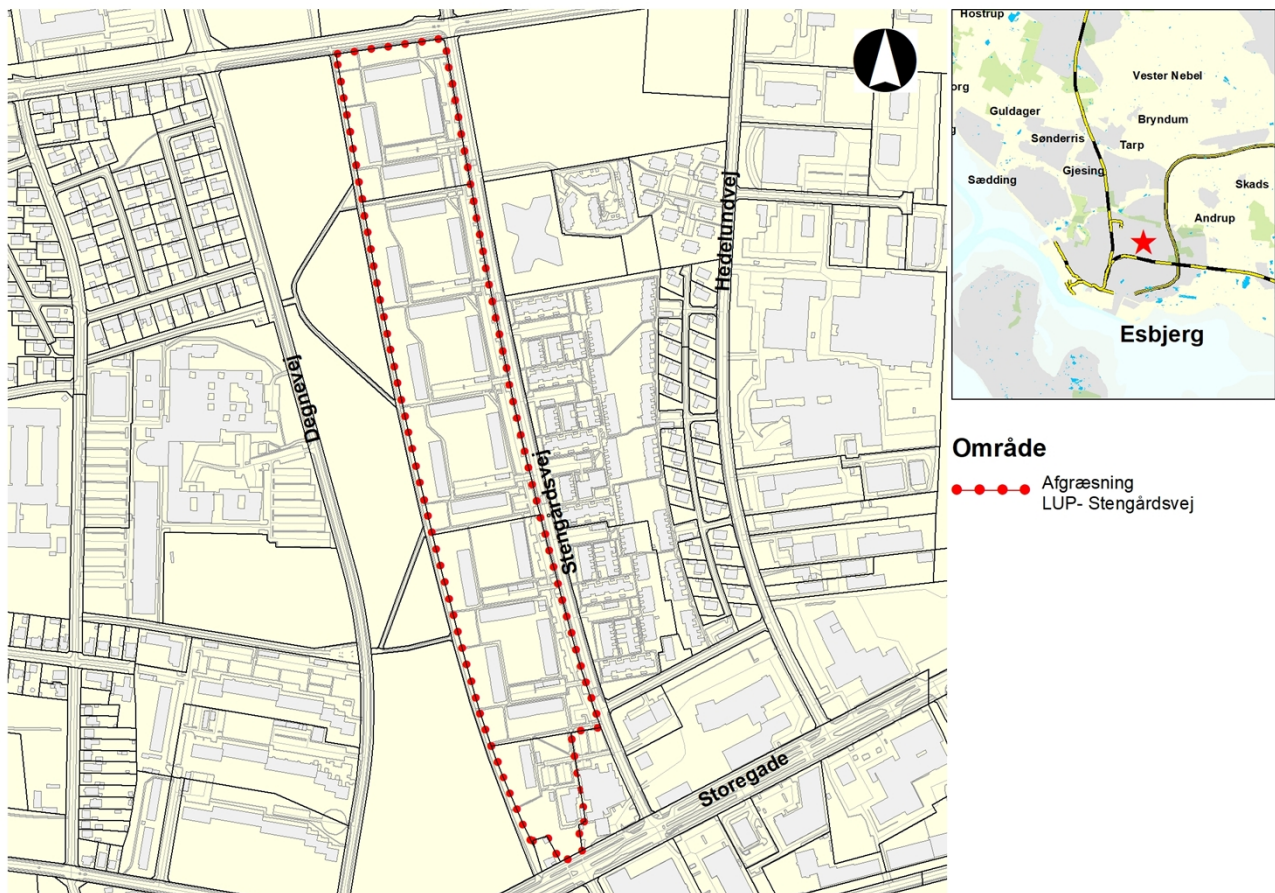 Hostrup
Vester Nebel
org
Guldager
Bryndum
Sønderris
Tarp
Gjesing
Sædding
Skads
Andrup
Esbjerg
Område
Afgræsning
LUP- Stengårdsvej
Hedelundvej
Degnevej
Stengårdsvej
Storegade